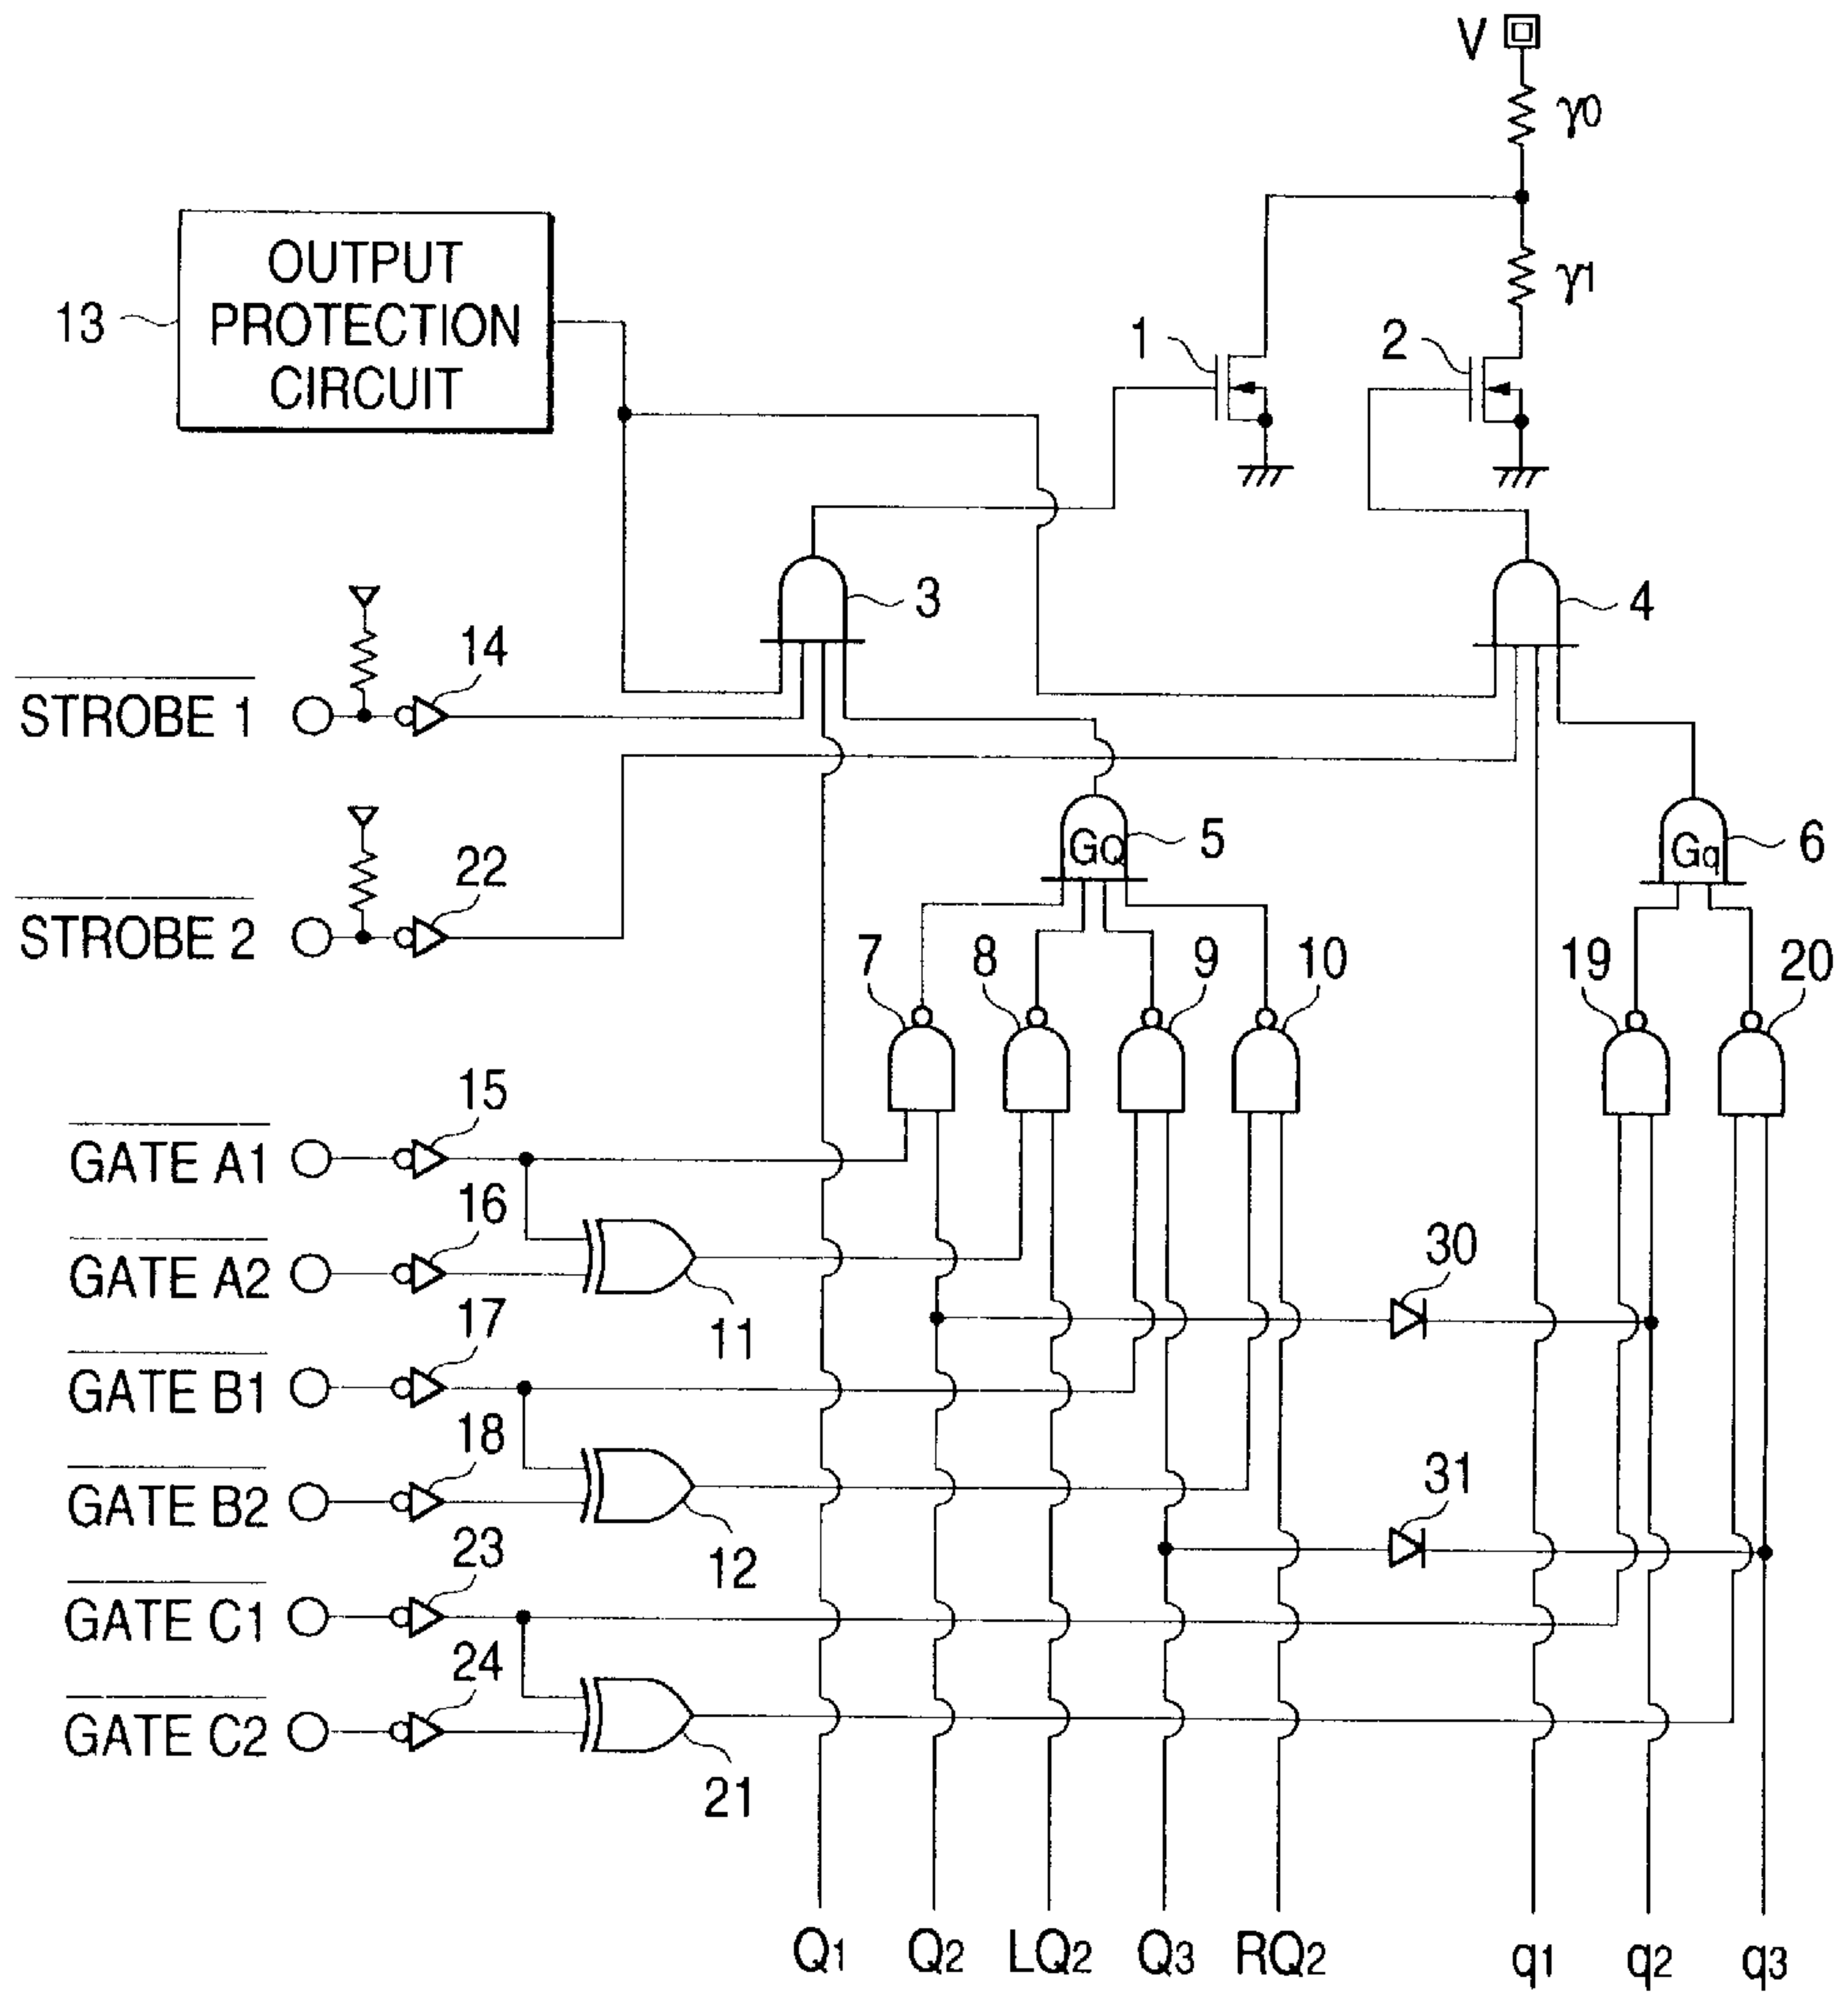 V
γ0
γ1
OUTPUT
PROTECTION
CIRCUIT
13
1
2
3
4
14
STROBE 1
22
STROBE 2
GQ
5
Gq
6
7
8
9
10
19
20
15
GATE A1
16
GATE A2
11
30
17
GATE B1
18
GATE B2
12
31
23
GATE C1
24
GATE C2
21
Q1
Q2
LQ2
Q3
RQ2
q1
q2
q3